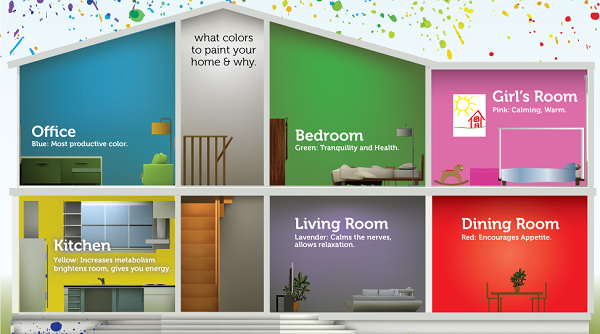 what colors
to paint your
home & why.
Office
Blue: Most productive color.
Bedroom
Green: Tranquility and Health.
Girl's Room
Pink: Calming, Warm.
Kitchen
Yellow: Increases metabolism
brightens room, gives you energy.
Living Room
Lavender: Calms the nerves,
allows relaxation.
Dining Room
Red: Encourages Appetite.